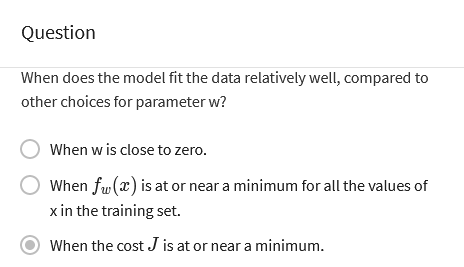 Question
When does the model fit the data relatively well, compared to
other choices for parameter w?
When w is close to zero.
When f_w(x) is at or near a minimum for all the values of
x in the training set.
When the cost J is at or near a minimum.